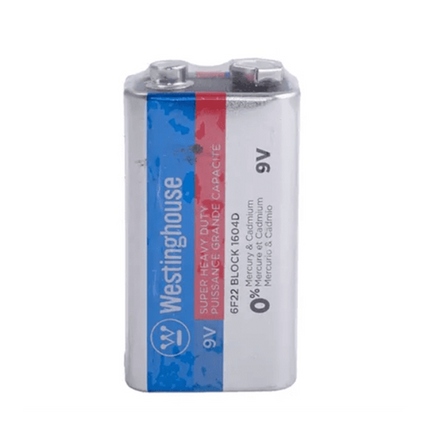 W
Westinghouse
SUPER HEAVY DUTY
PUISSANCE GRANDE CAPACITÉ
9V
6F22 BLOCK 1604D
0%
Mercury & Cadmium
Mercure et Cadmium
Mercurio & Cádmio
9V